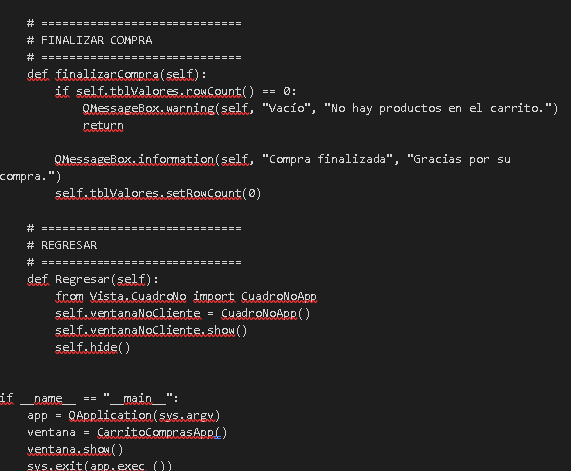 # =============================
# FINALIZAR COMPRA
# =============================
def finalizarCompra(self):
if self.tblValores.rowCount() == 0:
QMessageBox.warning(self, "Vacío", "No hay productos en el carrito.")
return
QMessageBox.information(self, "Compra finalizada", "Gracias por su
compra.")
self.tblValores.setRowCount(0)
# =============================
# REGRESAR
# =============================
def Regresar(self):
from Vista.CuadroNo import CuadroNoApp
self.ventanaNoCliente = CuadroNoApp()
self.ventanaNoCliente.show()
self.hide()
if __name__ == "__main__":
app = QApplication(sys.argv)
ventana = CarritoComprasApp()
ventana.show()
sys.exit(app.exec_())